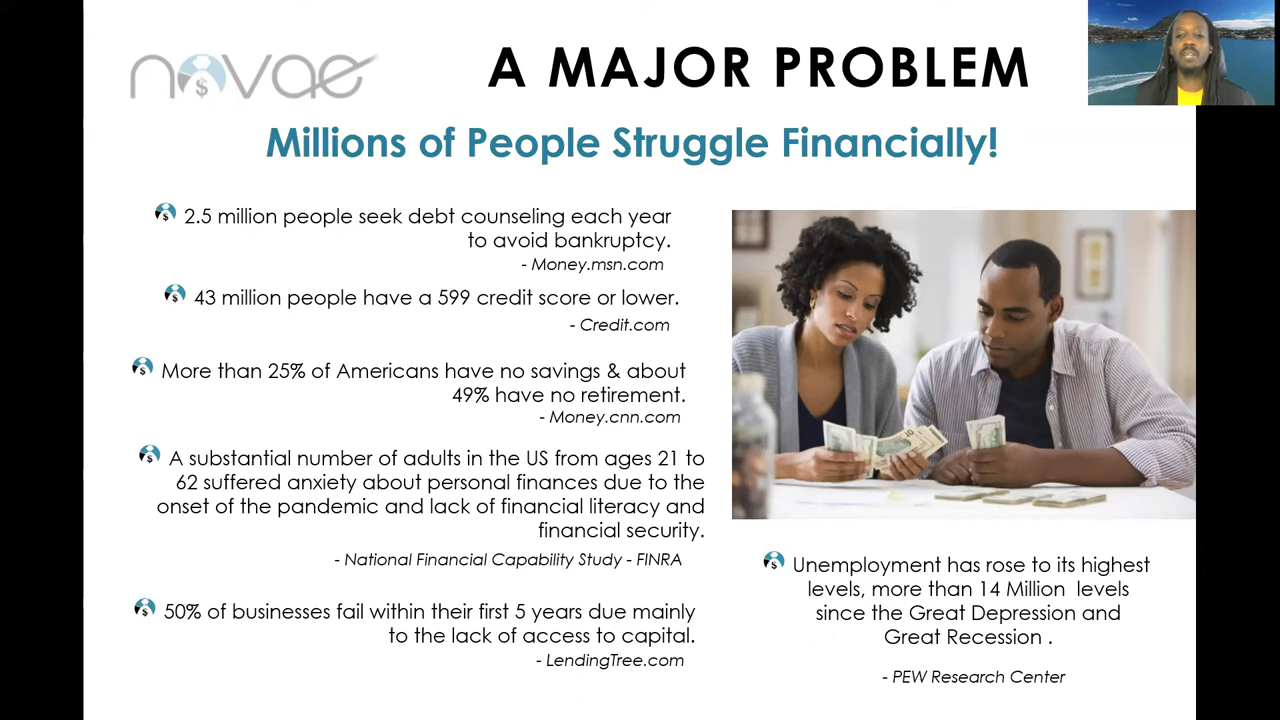 novae
A MAJOR PROBLEM
Millions of People Struggle Financially!
2.5 million people seek debt counseling each year
to avoid bankruptcy.
- Money.msn.com
43 million people have a 599 credit score or lower.
- Credit.com
More than 25% of Americans have no savings & about
49% have no retirement.
- Money.cnn.com
A substantial number of adults in the US from ages 21 to
62 suffered anxiety about personal finances due to the
onset of the pandemic and lack of financial literacy and
financial security.
- National Financial Capability Study - FINRA
50% of businesses fail within their first 5 years due mainly
to the lack of access to capital.
- LendingTree.com
Unemployment has rose to its highest
levels, more than 14 Million levels
since the Great Depression and
Great Recession .
- PEW Research Center